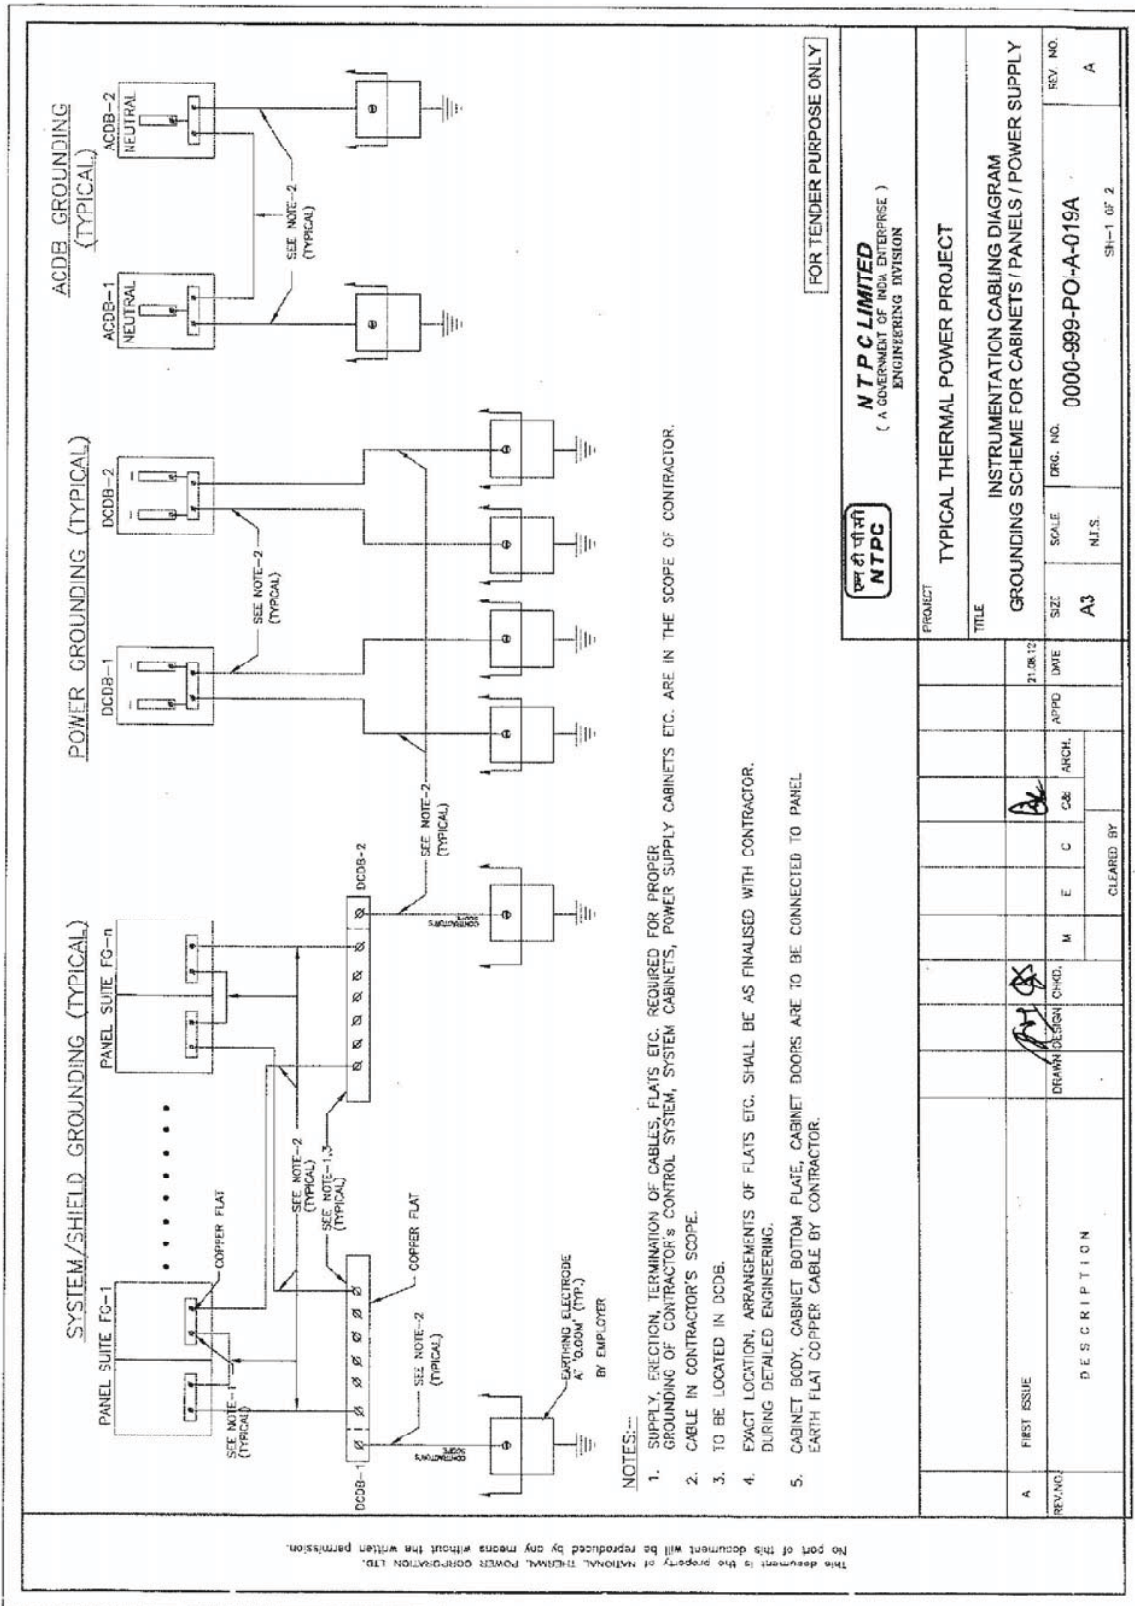 SYSTEM/SHIELD GROUNDING (TYPICAL)
PANEL SUITE FG-1
PANEL SUITE FG-n
COPPER FLAT
SEE NOTE-1
(TYPICAL)
SEE NOTE-2
(TYPICAL)
SEE NOTE-1,3
(TYPICAL)
DCDB-1
DCDB-2
COPPER FLAT
SEE NOTE-2
(TYPICAL)
CONTRACTOR'S
SCOPE
EARTHING ELECTRODE
AT '0.00M' (TYP.)
BY EMPLOYER
CONTRACTOR'S
SCOPE
SEE NOTE-2
(TYPICAL)
POWER GROUNDING (TYPICAL)
DCDB-1
DCDB-2
SEE NOTE-2
(TYPICAL)
ACDB GROUNDING
(TYPICAL)
ACDB-1
NEUTRAL
ACDB-2
NEUTRAL
SEE NOTE-2
(TYPICAL)
NOTES:-
1. SUPPLY, ERECTION, TERMINATION OF CABLES, FLATS ETC. REQUIRED FOR PROPER
GROUNDING OF CONTRACTOR's CONTROL SYSTEM, SYSTEM CABINETS, POWER SUPPLY CABINETS ETC. ARE IN THE SCOPE OF CONTRACTOR.
2. CABLE IN CONTRACTOR'S SCOPE.
3. TO BE LOCATED IN DCDB.
4. EXACT LOCATION, ARRANGEMENTS OF FLATS ETC. SHALL BE AS FINALISED WITH CONTRACTOR.
DURING DETAILED ENGINEERING.
5. CABINET BODY, CABINET BOTTOM PLATE, CABINET DOORS ARE TO BE CONNECTED TO PANEL
EARTH FLAT COPPER CABLE BY CONTRACTOR.
FOR TENDER PURPOSE ONLY
एन टी पी सी
NTPC
NTPC LIMITED
( A GOVERNMENT OF INDIA ENTERPRISE )
ENGINEERING DIVISION
PROJECT
TYPICAL THERMAL POWER PROJECT
TITLE
INSTRUMENTATION CABLING DIAGRAM
GROUNDING SCHEME FOR CABINETS / PANELS / POWER SUPPLY
SIZE
A3
SCALE
N.T.S.
DRG. NO.
0000-999-POI-A-019A
SH-1 OF 2
REV. NO.
A
A
FIRST ISSUE
21.08.12
REV.NO.
DESCRIPTION
DRAWN
DESIGN
CHKD.
M
E
C
C&I
ARCH.
APPD
DATE
CLEARED BY
This document is the property of NATIONAL THERMAL POWER CORPORATION LTD.
No part of this document will be reproduced by any means without the written permission.